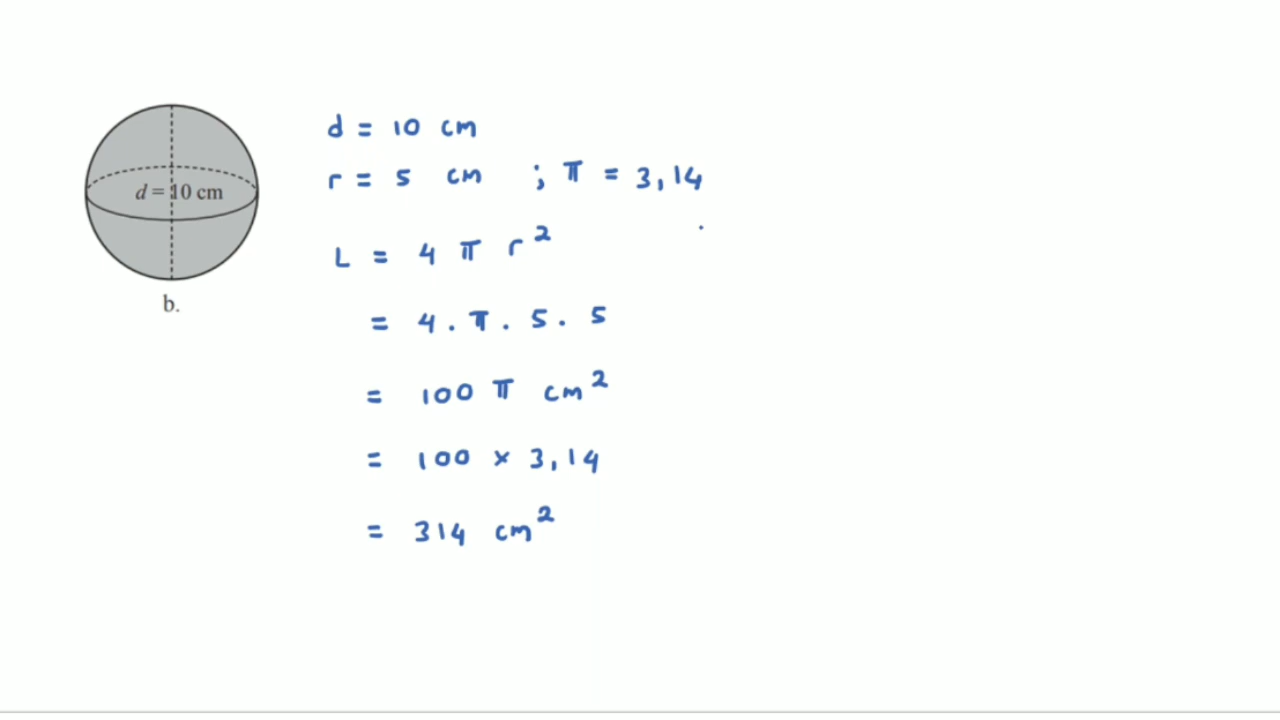 d = 10 cm
b.
d = 10 cm
r = 5 cm ; π = 3,14
L = 4 π r²
= 4 . π . 5 . 5
= 100 π cm²
= 100 × 3,14
= 314 cm²